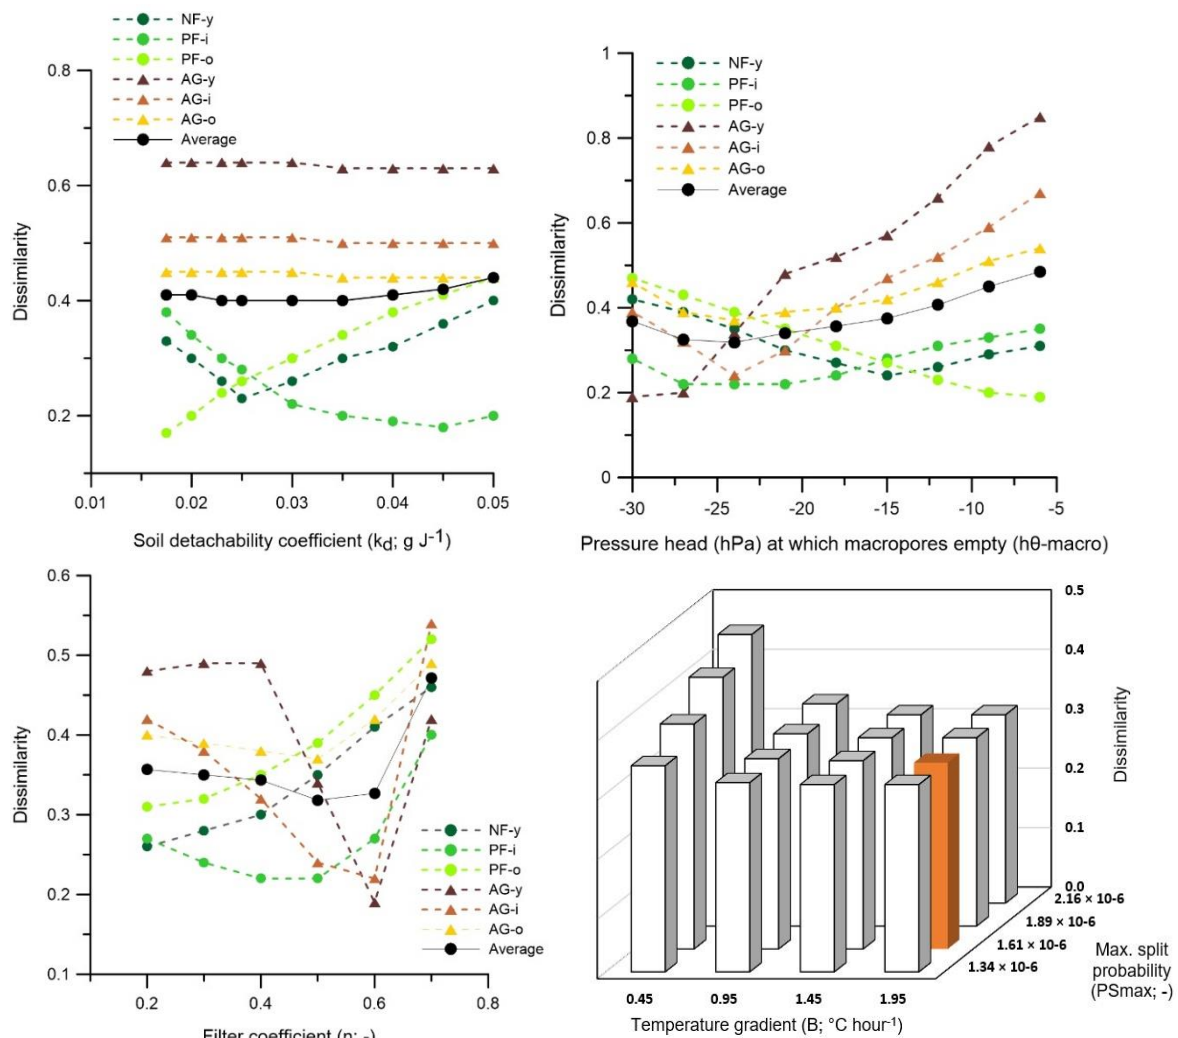 NF-y
PF-i
PF-o
AG-y
AG-i
AG-o
Average
0.8
0.6
0.4
0.2
Dissimilarity
0.01 0.02 0.03 0.04 0.05
Soil detachability coefficient (kd; g J-1)
NF-y
PF-i
PF-o
AG-y
AG-i
AG-o
Average
1
0.8
0.6
0.4
0.2
0
Dissimilarity
-30 -25 -20 -15 -10 -5
Pressure head (hPa) at which macropores empty (hθ-macro)
0.6
0.5
0.4
0.3
0.2
0.1
Dissimilarity
NF-y
PF-i
PF-o
AG-y
AG-i
AG-o
Average
0.2 0.4 0.6 0.8
Filter coefficient (n; -)
0.5
0.4
0.3
0.2
0.1
0.0
Dissimilarity
2.16 × 10-6
1.89 × 10-6
1.61 × 10-6
1.34 × 10-6
Max. split
probability
(PSmax; -)
0.45 0.95 1.45 1.95
Temperature gradient (B; °C hour-1)